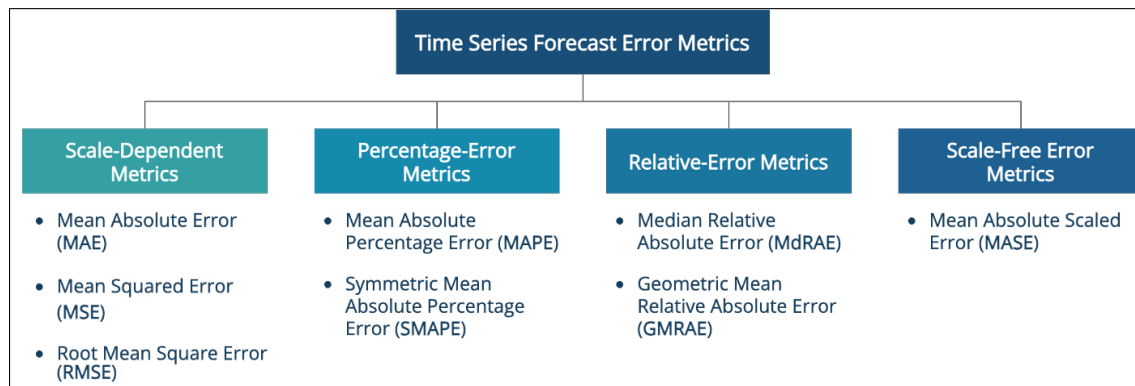 Time Series Forecast Error Metrics
Scale-Dependent
Metrics
• Mean Absolute Error
(MAE)
• Mean Squared Error
(MSE)
• Root Mean Square Error
(RMSE)
Percentage-Error
Metrics
• Mean Absolute
Percentage Error (MAPE)
• Symmetric Mean
Absolute Percentage
Error (SMAPE)
Relative-Error Metrics
• Median Relative
Absolute Error (MdRAE)
• Geometric Mean
Relative Absolute Error
(GMRAE)
Scale-Free Error
Metrics
• Mean Absolute Scaled
Error (MASE)